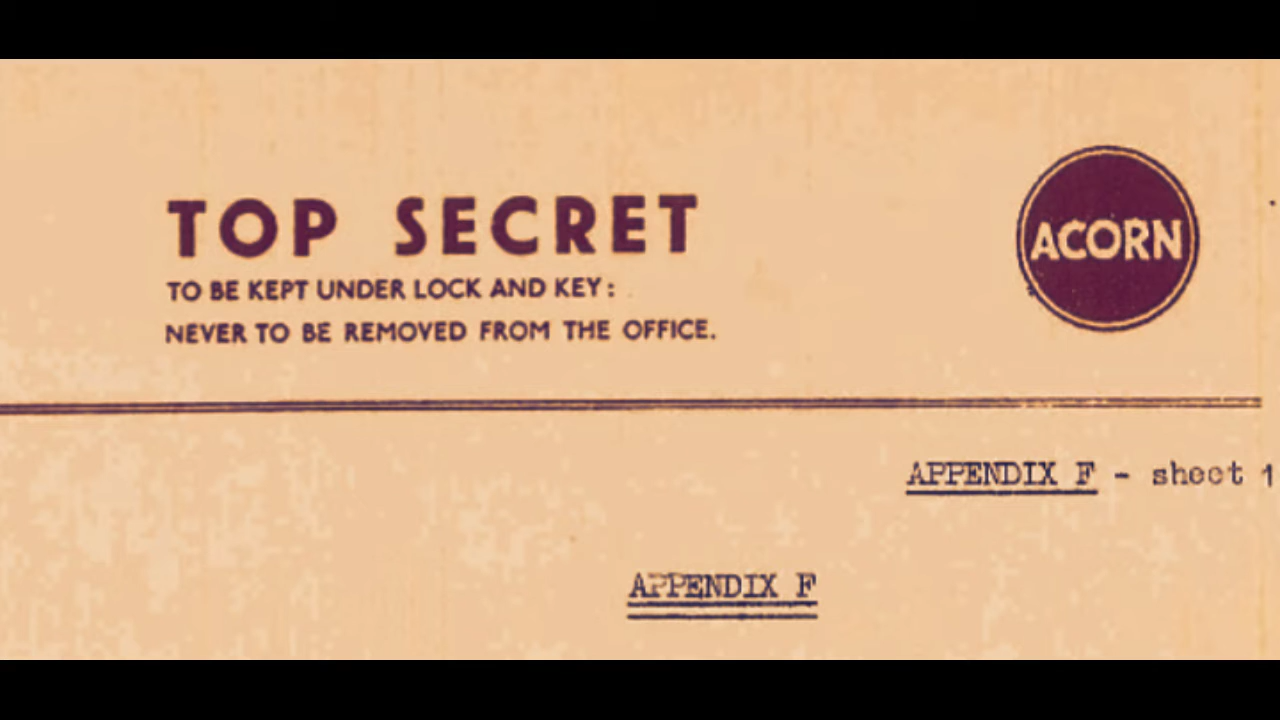 TOP SECRET
ACORN
TO BE KEPT UNDER LOCK AND KEY:
NEVER TO BE REMOVED FROM THE OFFICE.
APPENDIX F - sheet 1
APPENDIX F